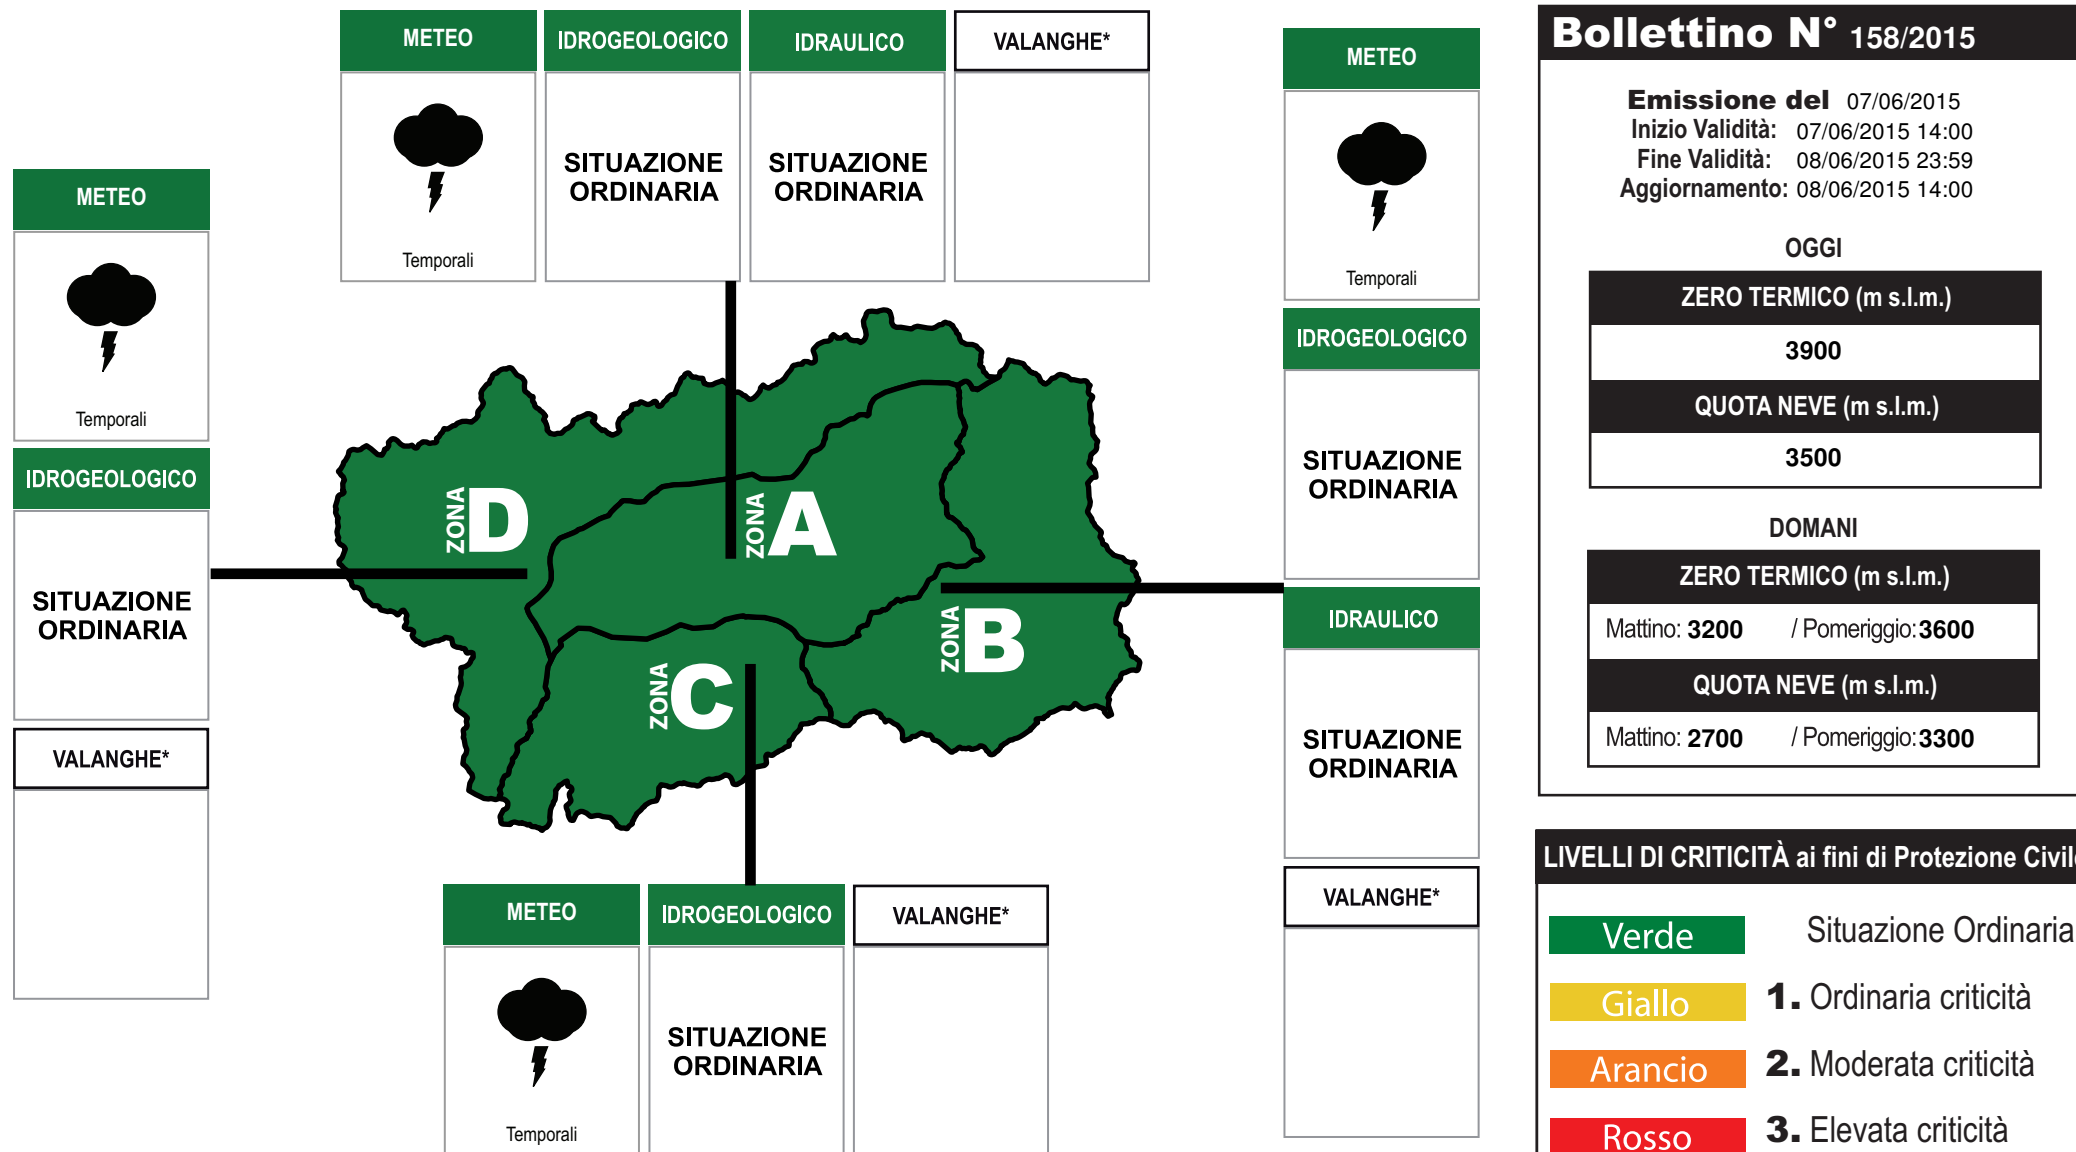 METEO
IDROGEOLOGICO
IDRAULICO
VALANGHE*
Temporali
SITUAZIONE
ORDINARIA
SITUAZIONE
ORDINARIA
METEO
Temporali
IDROGEOLOGICO
SITUAZIONE
ORDINARIA
VALANGHE*
METEO
Temporali
IDROGEOLOGICO
SITUAZIONE
ORDINARIA
IDRAULICO
SITUAZIONE
ORDINARIA
VALANGHE*
ZONA D
ZONA A
ZONA B
ZONA C
METEO
IDROGEOLOGICO
VALANGHE*
Temporali
SITUAZIONE
ORDINARIA
Bollettino N° 158/2015
Emissione del 07/06/2015
Inizio Validità: 07/06/2015 14:00
Fine Validità: 08/06/2015 23:59
Aggiornamento: 08/06/2015 14:00
OGGI
ZERO TERMICO (m s.l.m.)
3900
QUOTA NEVE (m s.l.m.)
3500
DOMANI
ZERO TERMICO (m s.l.m.)
Mattino: 3200 / Pomeriggio: 3600
QUOTA NEVE (m s.l.m.)
Mattino: 2700 / Pomeriggio: 3300
LIVELLI DI CRITICITÀ ai fini di Protezione Civile
Verde Situazione Ordinaria
Giallo 1. Ordinaria criticità
Arancio 2. Moderata criticità
Rosso 3. Elevata criticità